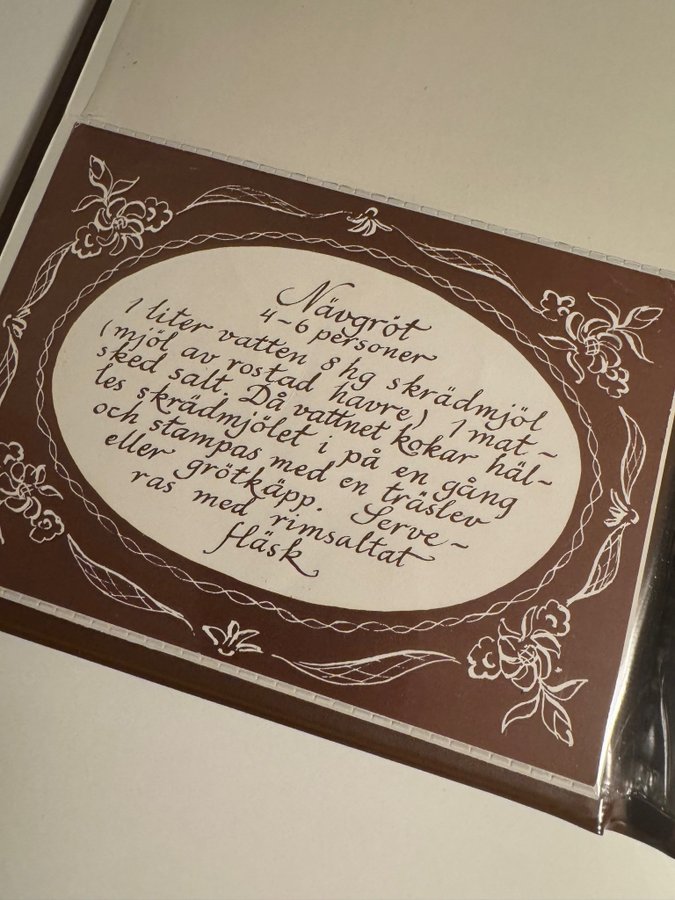 Nävgröt
4-6 personer
1 liter vatten 8 hg skrädmjöl
(mjöl av rostad havre) 1 mat-
sked salt. Då vattnet kokar häl-
les skrädmjölet i på en gång
och stampas med en träslev
eller grötkäpp. Serve-
ras med rimsaltat
fläsk